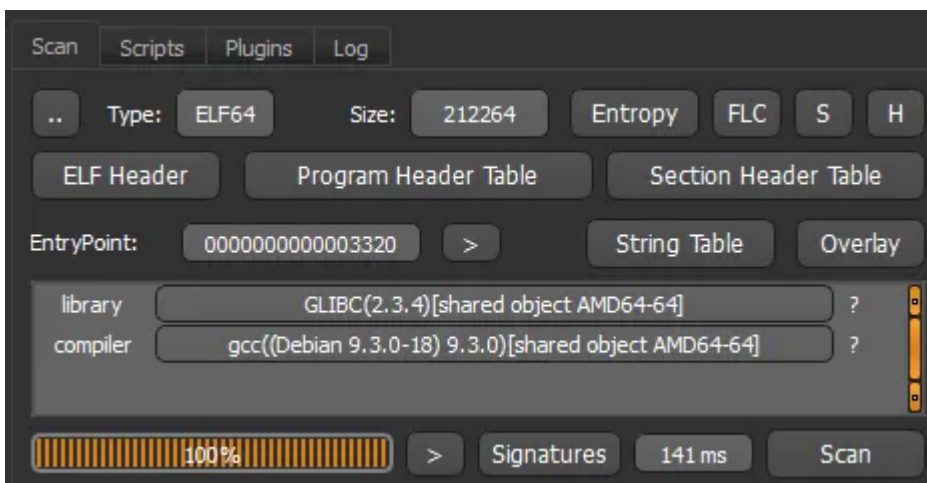 Scan Scripts Plugins Log
.. Type: ELF64 Size: 212264 Entropy FLC S H
ELF Header Program Header Table Section Header Table
EntryPoint: 0000000000003320 > String Table Overlay
library GLIBC(2.3.4)[shared object AMD64-64] ?
compiler gcc((Debian 9.3.0-18) 9.3.0)[shared object AMD64-64] ?
100% > Signatures 141 ms Scan